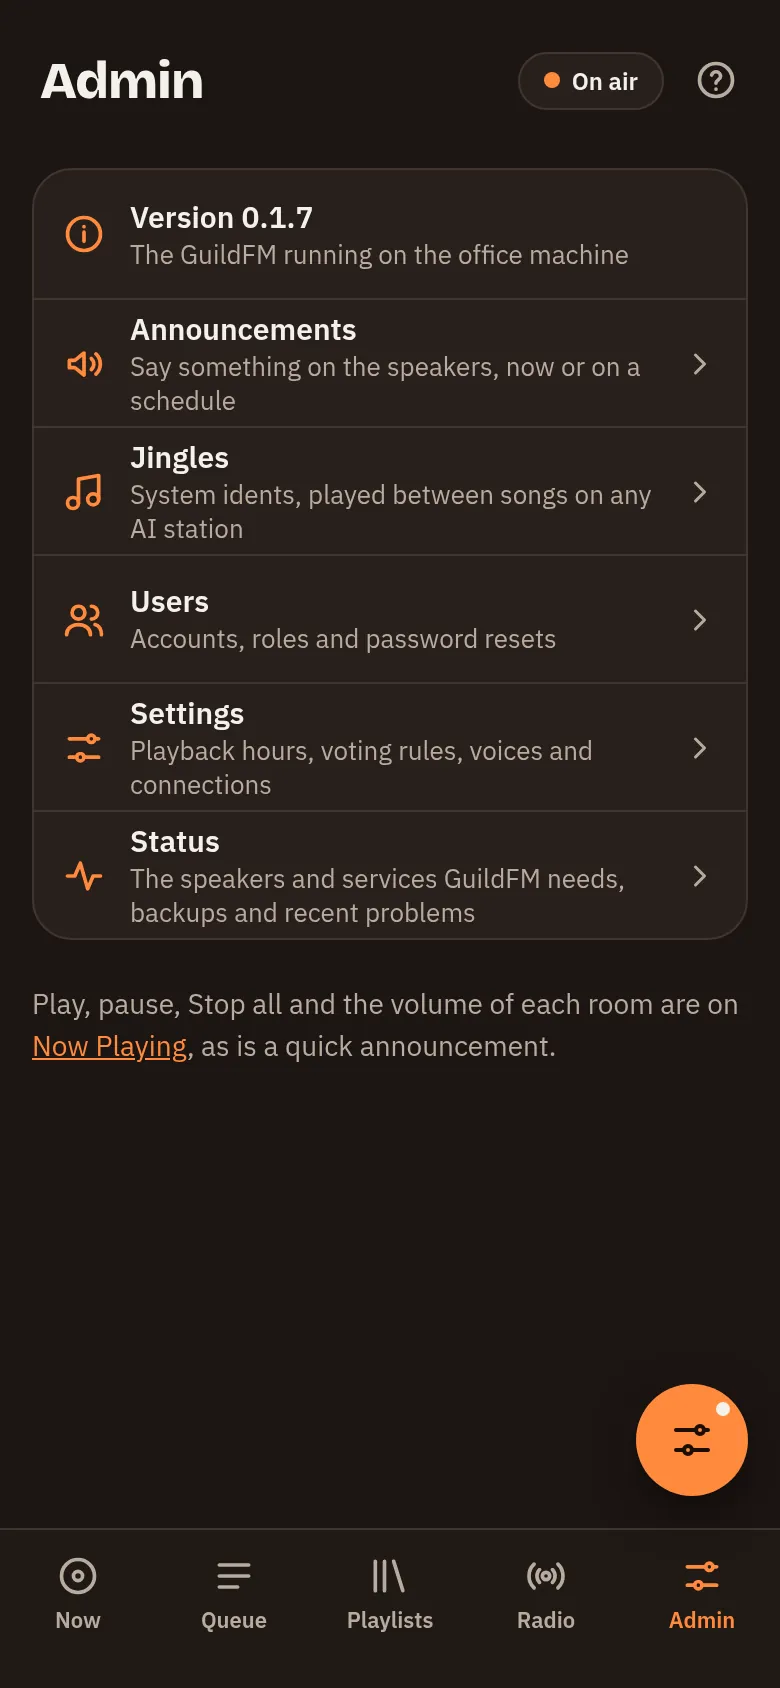 Admin
On air
Version 0.1.7
The GuildFM running on the office machine
Announcements
Say something on the speakers, now or on a
schedule
Jingles
System idents, played between songs on any
AI station
Users
Accounts, roles and password resets
Settings
Playback hours, voting rules, voices and
connections
Status
The speakers and services GuildFM needs,
backups and recent problems
Play, pause, Stop all and the volume of each room are on
Now Playing, as is a quick announcement.
Now
Queue
Playlists
Radio
Admin